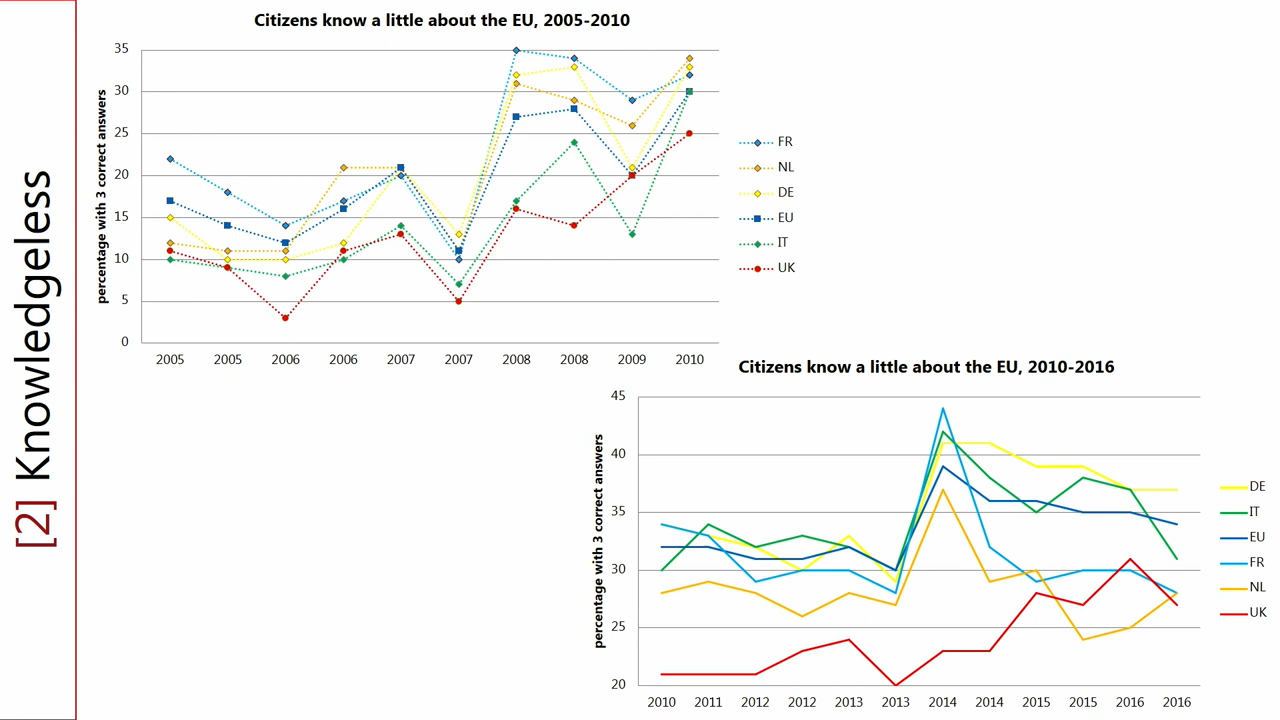 [2] Knowledgeless
Citizens know a little about the EU, 2005-2010
percentage with 3 correct answers
35
30
25
20
15
10
5
0
2005 2005 2006 2006 2007 2007 2008 2008 2009 2010
FR
NL
DE
EU
IT
UK
Citizens know a little about the EU, 2010-2016
percentage with 3 correct answers
45
40
35
30
25
20
2010 2011 2012 2012 2013 2013 2014 2014 2015 2015 2016 2016
DE
IT
EU
FR
NL
UK